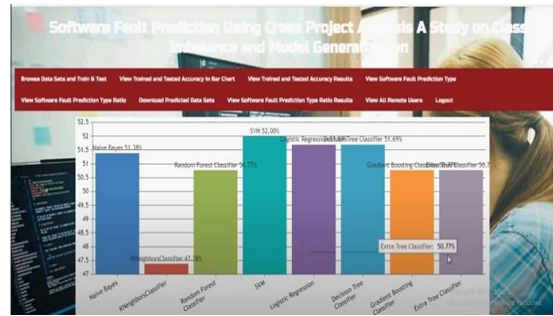 Software Fault Prediction Using Cross Project Analysis A Study on Class
Imbalance and Model Generalization
Browse Data Sets and Train & Test View Trained and Tested Accuracy in Bar Chart View Trained and Tested Accuracy Results View Software Fault Prediction Type
View Software Fault Prediction Type Ratio Download Predicted Data Sets View Software Fault Prediction Type Ratio Results View All Remote Users Logout
52.5
52
51.5
51
50.5
50
49.5
49
48.5
48
47.5
47
SVM 52.00%
Logistic Regression Tree Classifier 51.69%
Naive Bayes 51.38%
Random Forest Classifier 50.77%
Gradient Boosting Classifier
KNeighborsClassifier
Extra Tree Classifier: 50.77%
Naive Bayes
KNeighborsClassifier
Random Forest
Classifier
SVM
Logistic Regression
Decision Tree
Classifier
Gradient Boosting
Classifier
Extra Tree Classifier